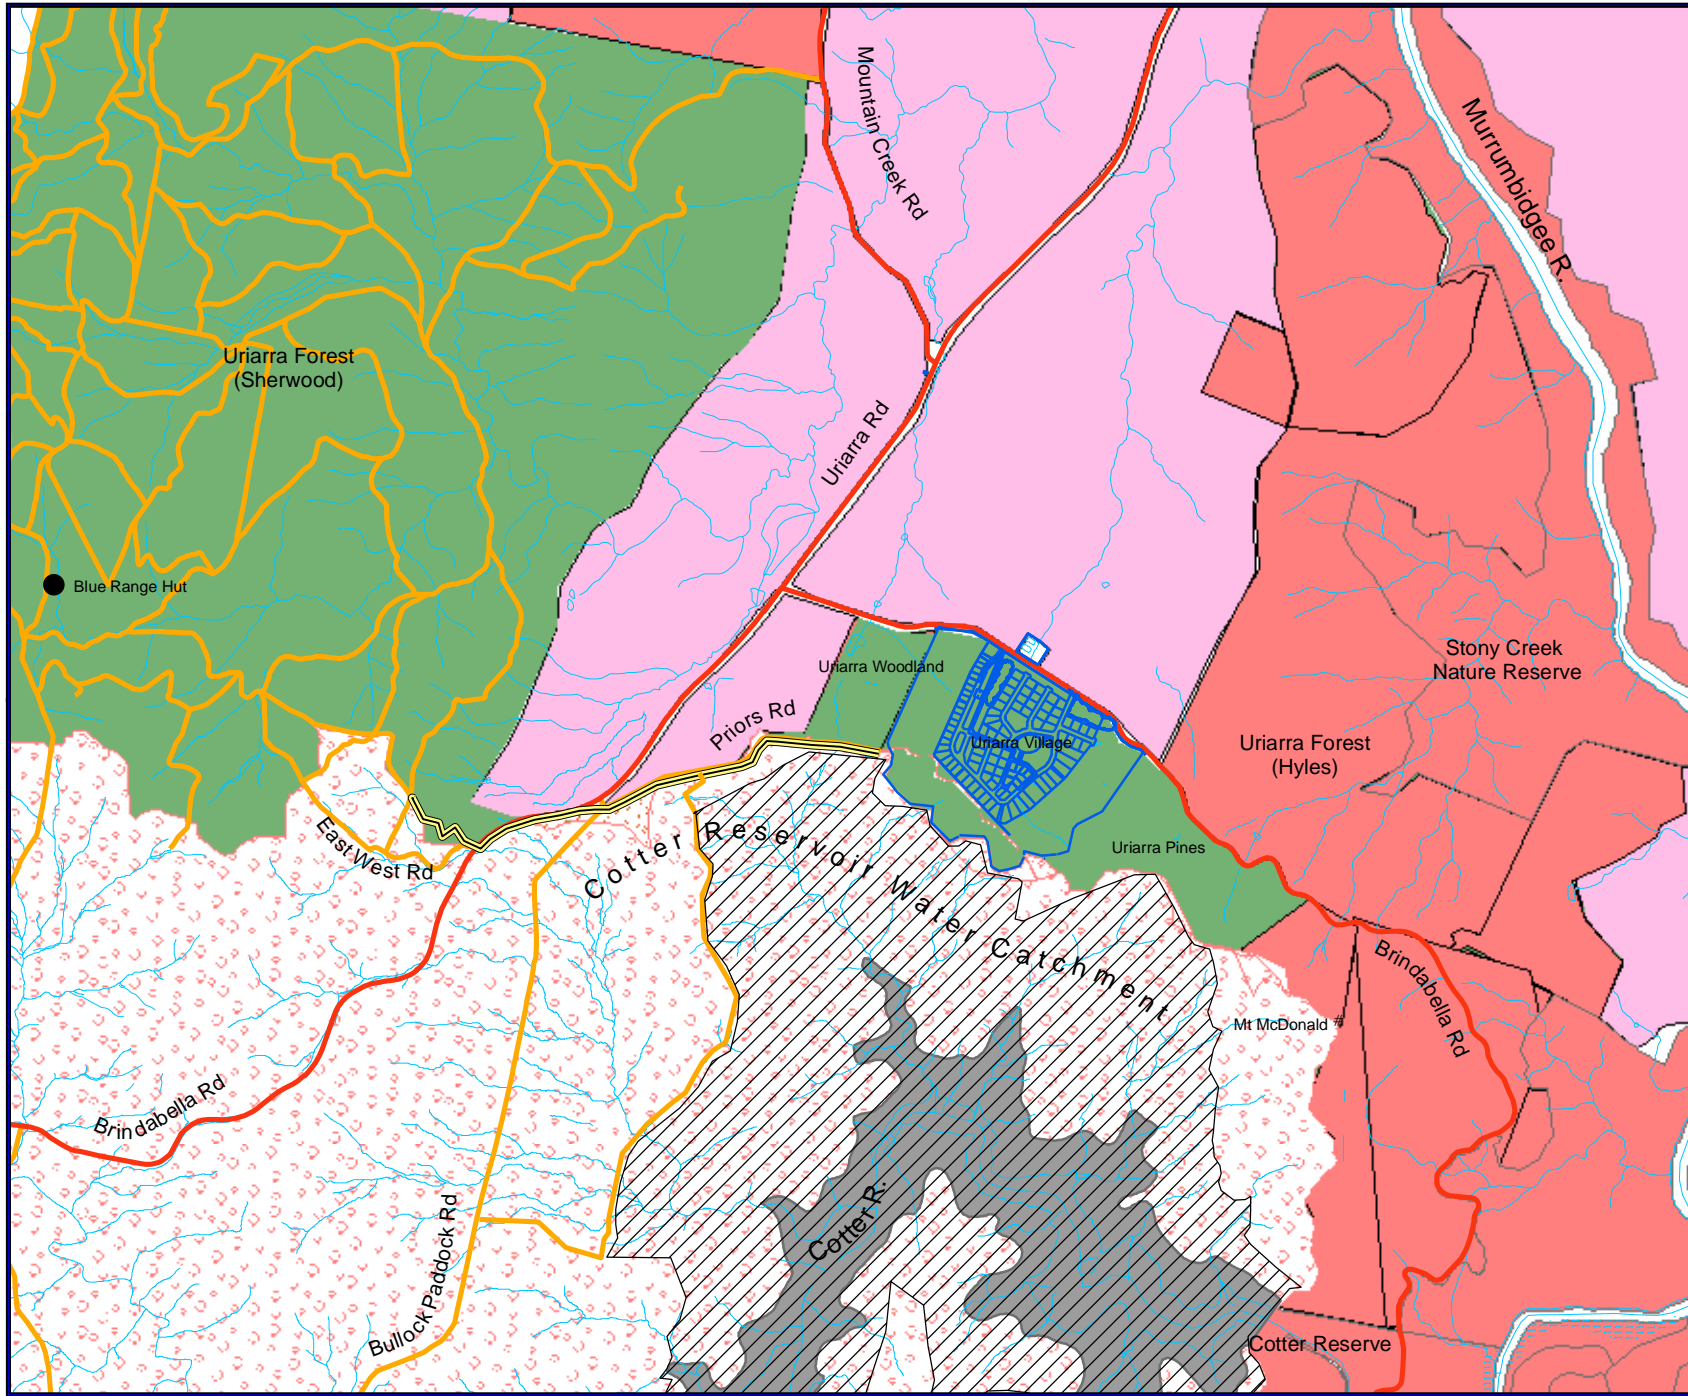 Mountain Creek Rd
Murrumbidgee R.
Uriarra Forest
(Sherwood)
Uriarra Rd
Blue Range Hut
Stony Creek
Nature Reserve
Uriarra Woodland
Priors Rd
Uriarra Village
Uriarra Forest
(Hyles)
East West Rd
Uriarra Pines
Cotter Reservoir Water Catchment
Brindabella Rd
Mt McDonald #
Brindabella Rd
Cotter R.
Bullock Paddock Rd
Cotter Reserve